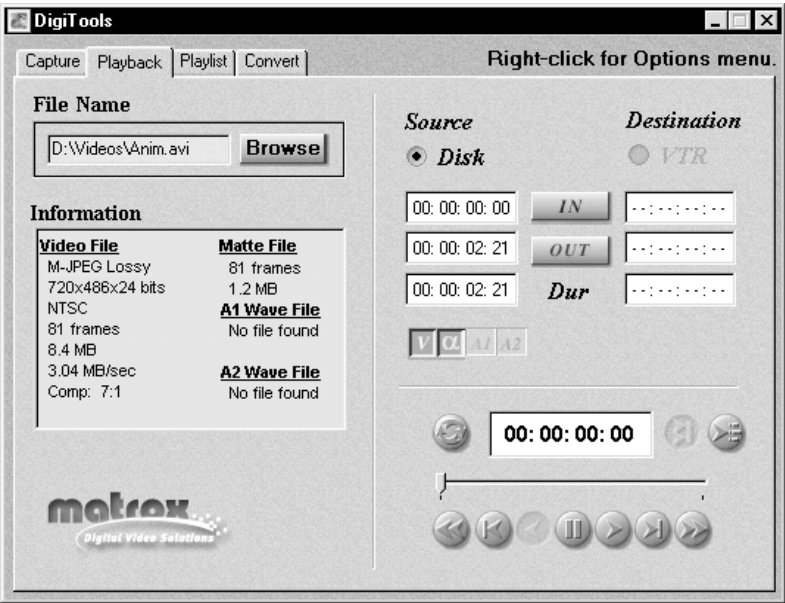 DigiTools
Capture Playback Playlist Convert Right-click for Options menu.
File Name
D:\Videos\Anim.avi Browse
Information
Video File
M-JPEG Lossy
720x486x24 bits
NTSC
81 frames
8.4 MB
3.04 MB/sec
Comp: 7:1
Matte File
81 frames
1.2 MB
A1 Wave File
No file found
A2 Wave File
No file found
matrox
Digital Video Solutions
Source Destination
Disk VTR
00: 00: 00: 00 IN --:--:--:--
00: 00: 02: 21 OUT --:--:--:--
00: 00: 02: 21 Dur --:--:--:--
V α A1 A2
00: 00: 00: 00